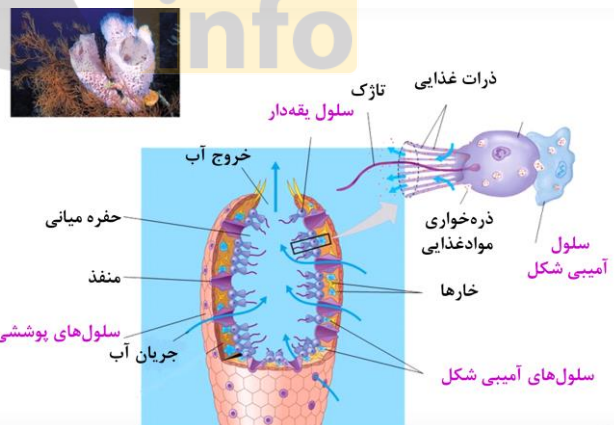 info
ذرات غذایی
تاژک
سلول یقه‌دار
خروج آب
حفره میانی
ذره‌خواری
موادغذایی
سلول
آمیبی شکل
منفذ
خارها
سلول‌های پوششی
جریان آب
سلول‌های آمیبی شکل